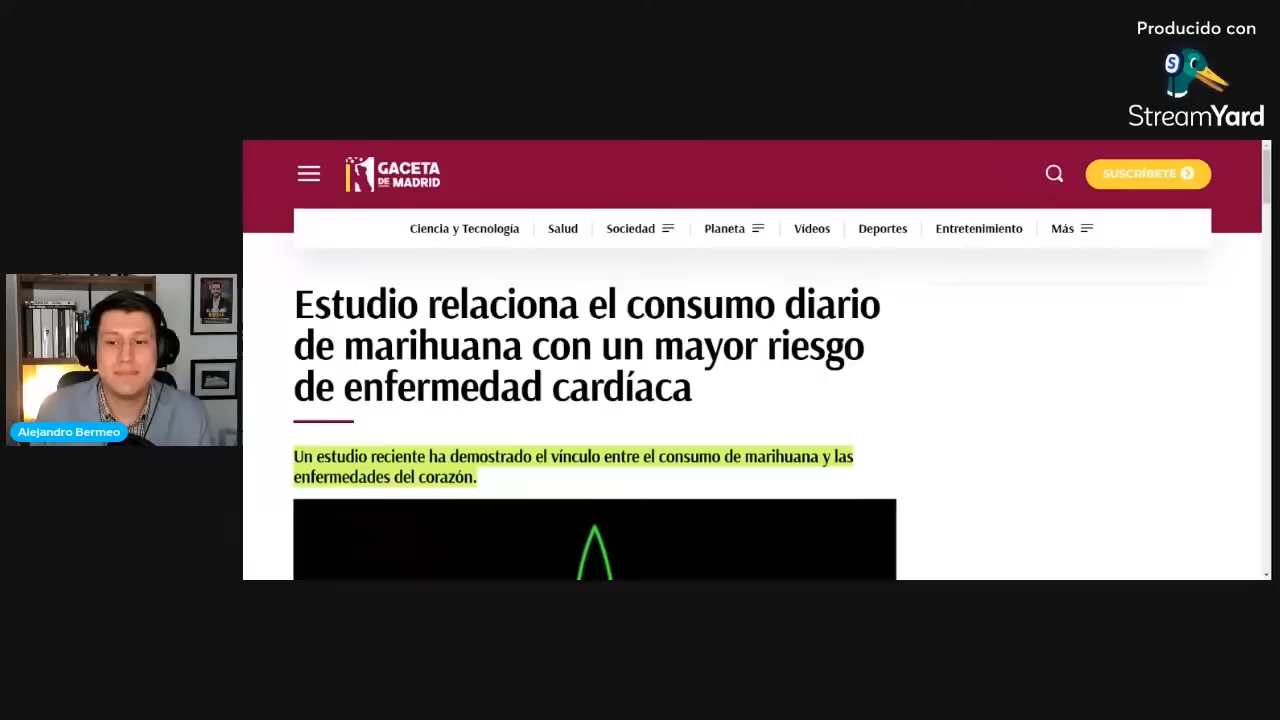 Producido con
StreamYard
GACETA
DE MADRID
SUSCRÍBETE
Ciencia y Tecnología
Salud
Sociedad
Planeta
Vídeos
Deportes
Entretenimiento
Más
Estudio relaciona el consumo diario
de marihuana con un mayor riesgo
de enfermedad cardíaca
Un estudio reciente ha demostrado el vínculo entre el consumo de marihuana y las
enfermedades del corazón.
Alejandro Bermeo